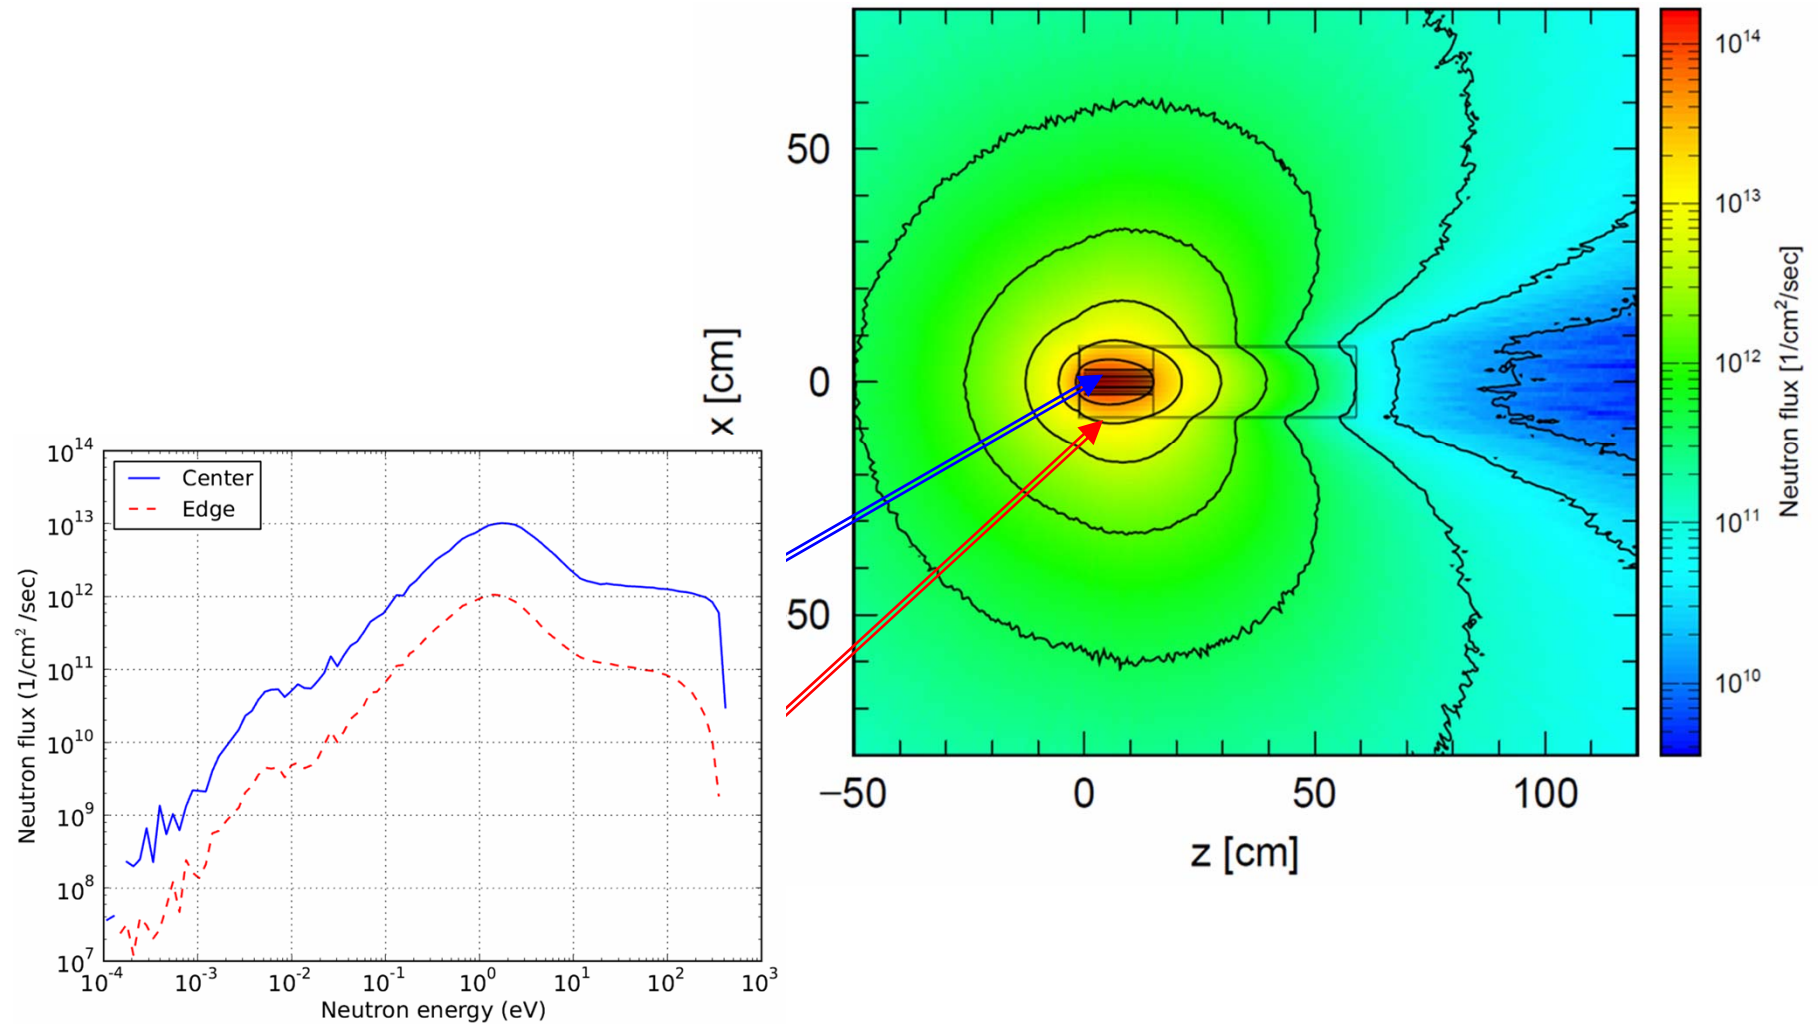 10^14
10^13
10^12
10^11
10^10
10^9
10^8
10^7
10^-4 10^-3 10^-2 10^-1 10^0 10^1 10^2 10^3
Neutron energy (eV)
Neutron flux (1/cm^2 /sec)
Center
Edge
50
0
50
x [cm]
−50 0 50 100
z [cm]
10^14
10^13
10^12
10^11
10^10
Neutron flux [1/cm^2/sec]